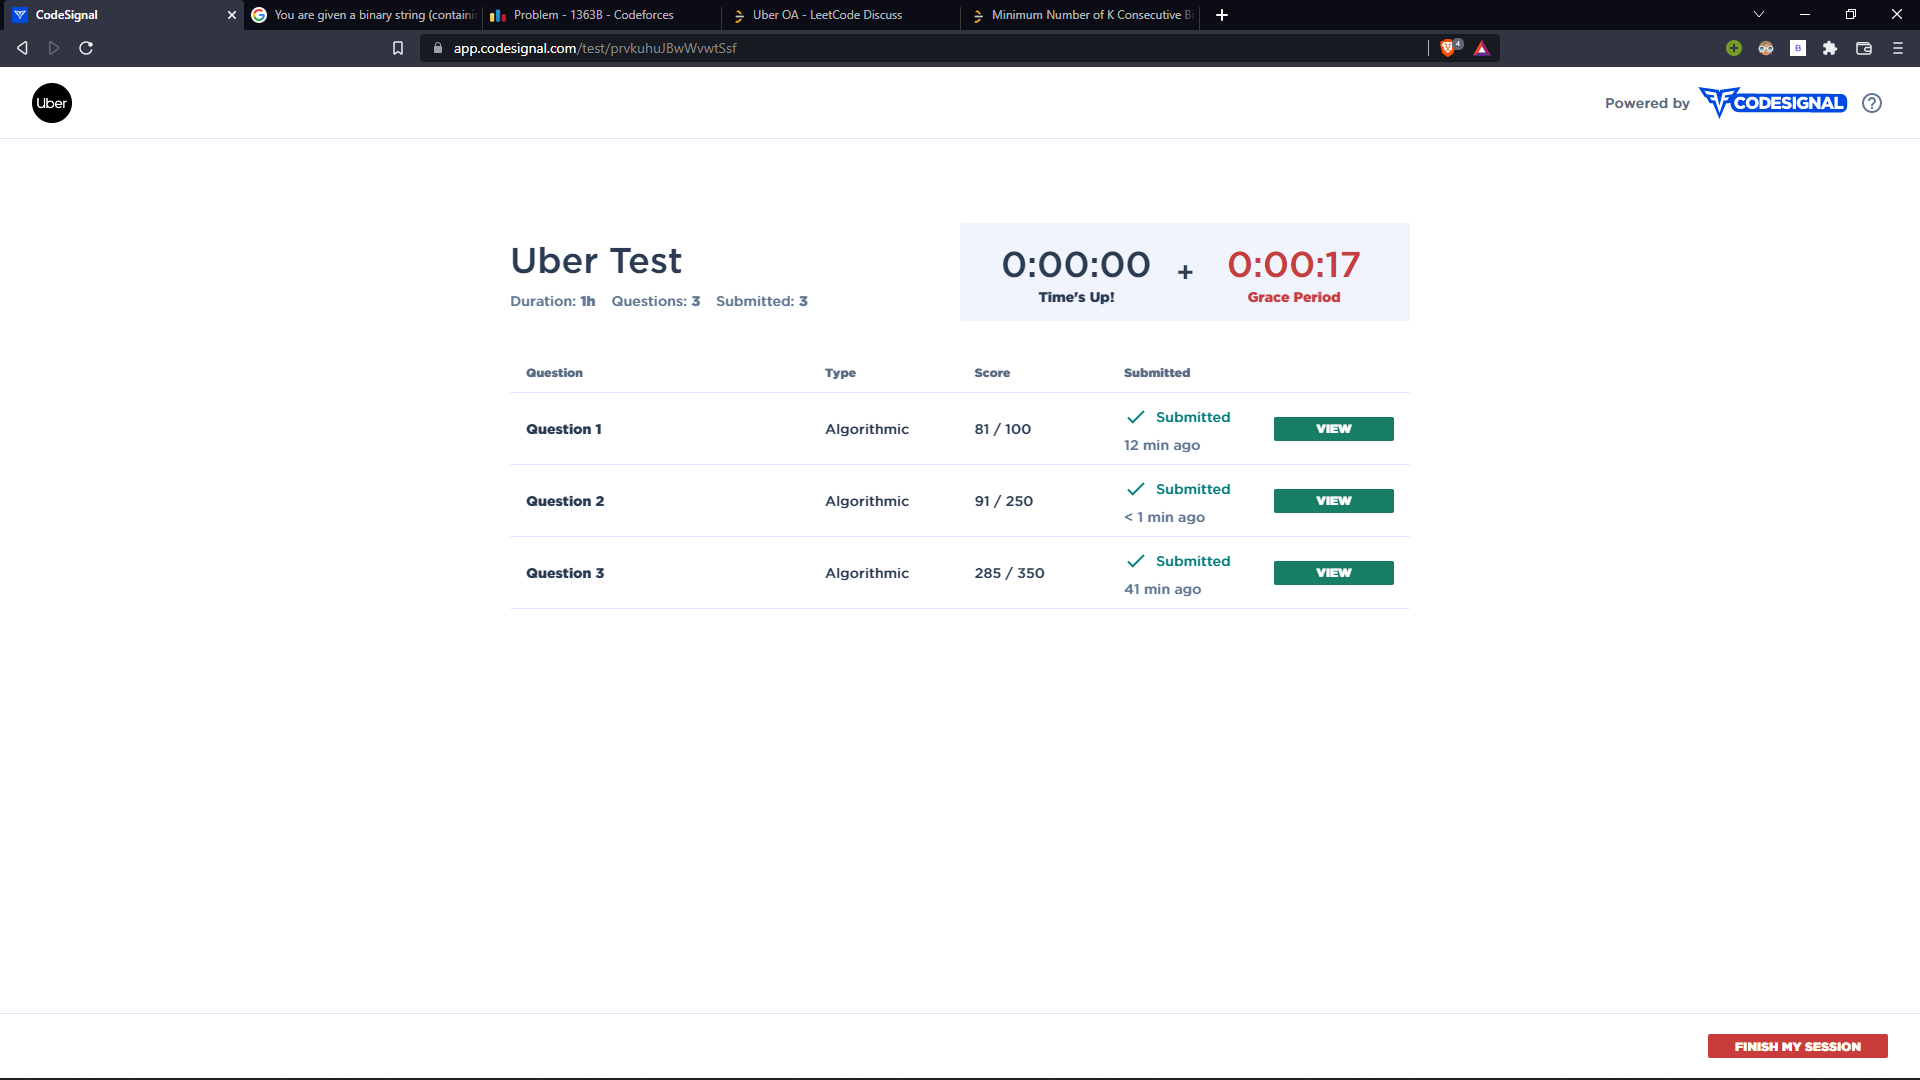 CodeSignal
You are given a binary string (containi
Problem - 1363B - Codeforces
Uber OA - LeetCode Discuss
Minimum Number of K Consecutive Bi
app.codesignal.com/test/prvkuhuJBwWvwtSsf
4
B
Uber
Powered by
CODESIGNAL
?
Uber Test
Duration: 1h Questions: 3 Submitted: 3
0:00:00 + 0:00:17
Time's Up! Grace Period
Question Type Score Submitted
Question 1 Algorithmic 81 / 100 Submitted VIEW
12 min ago
Question 2 Algorithmic 91 / 250 Submitted VIEW
< 1 min ago
Question 3 Algorithmic 285 / 350 Submitted VIEW
41 min ago
FINISH MY SESSION